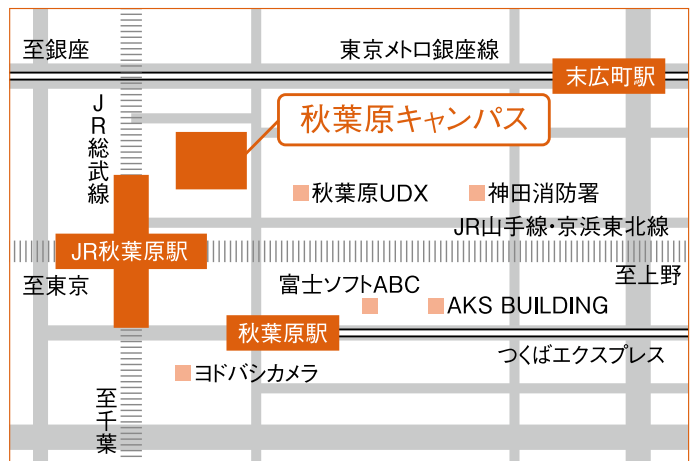 至銀座
東京メトロ銀座線
末広町駅
JR総武線
秋葉原キャンパス
秋葉原UDX
神田消防署
JR山手線・京浜東北線
JR秋葉原駅
至東京
至上野
富士ソフトABC
AKS BUILDING
秋葉原駅
つくばエクスプレス
ヨドバシカメラ
至千葉